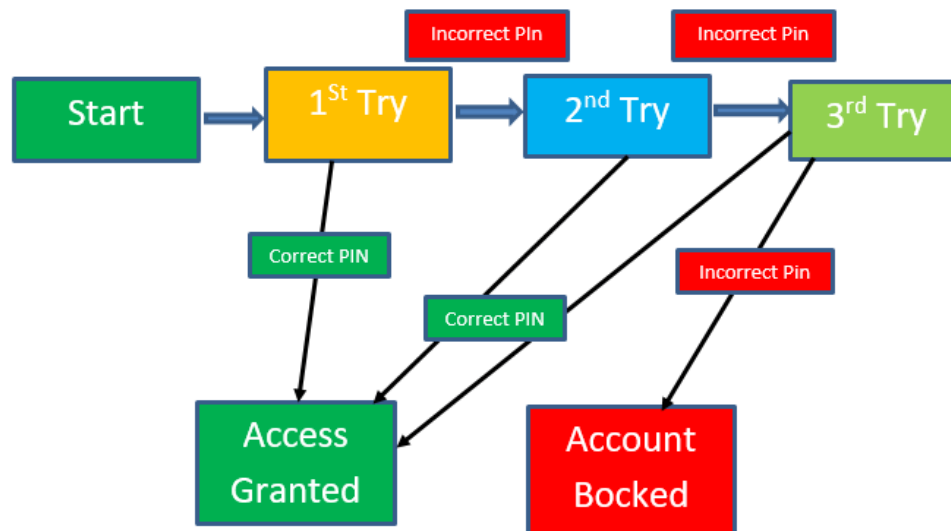 Incorrect PIn
Incorrect Pin
Start
1St Try
2nd Try
3rd Try
Correct PIN
Incorrect Pin
Correct PIN
Access
Granted
Account
Bocked